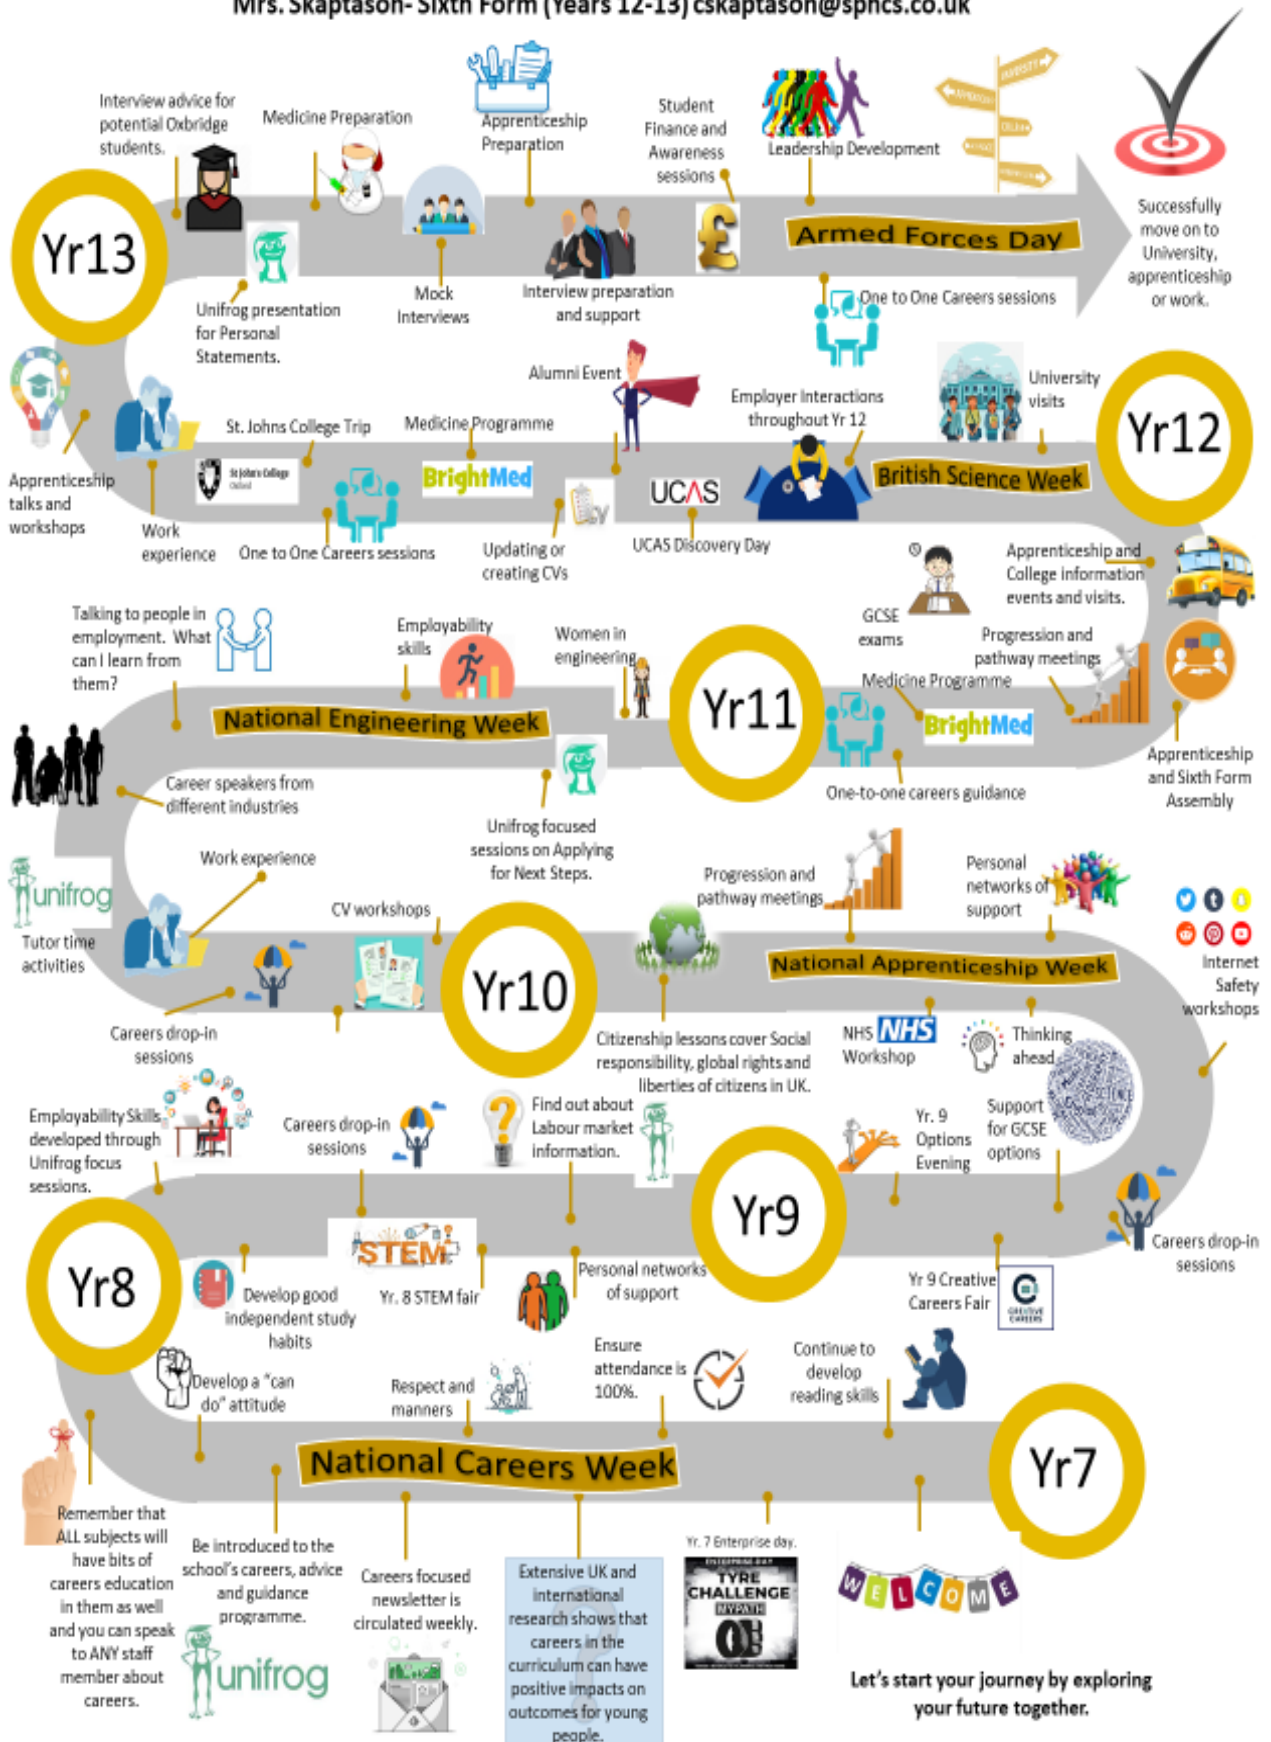 Mrs. Skaptason- Sixth Form (Years 12-13) cskaptason@sphcs.co.uk
Interview advice for
potential Oxbridge
students.
Medicine Preparation
Apprenticeship
Preparation
Student
Finance and
Awareness
sessions
Leadership Development
UNIVERSITY
Successfully
move on to
University,
apprenticeship
or work.
Yr13
Armed Forces Day
Unifrog presentation
for Personal
Statements.
Mock
Interviews
Interview preparation
and support
One to One Careers sessions
Apprenticeship
talks and
workshops
Work
experience
St. Johns College Trip
St John's College
Oxford
One to One Careers sessions
Medicine Programme
BrightMed
Updating or
creating CVs
CV
Alumni Event
UCAS
UCAS Discovery Day
Employer Interactions
throughout Yr 12
British Science Week
University
visits
Yr12
Apprenticeship and
College information
events and visits.
GCSE
exams
Progression and
pathway meetings
Medicine Programme
BrightMed
One-to-one careers guidance
Apprenticeship
and Sixth Form
Assembly
Yr11
Women in
engineering
Employability
skills
National Engineering Week
Talking to people in
employment. What
can I learn from
them?
Career speakers from
different industries
Unifrog focused
sessions on Applying
for Next Steps.
unifrog
Tutor time
activities
Work experience
Careers drop-in
sessions
CV workshops
Yr10
Progression and
pathway meetings
Personal
networks of
support
National Apprenticeship Week
Internet
Safety
workshops
Citizenship lessons cover Social
responsibility, global rights and
liberties of citizens in UK.
NHS
Workshop
NHS
Thinking
ahead
SCIENCE
Support
for GCSE
options
Yr. 9
Options
Evening
Careers drop-in
sessions
Yr 9 Creative
Careers Fair
CREATIVE
CAREERS
Yr9
Find out about
Labour market
information.
Personal networks
of support
Careers drop-in
sessions
STEM
Yr. 8 STEM fair
Employability Skills
developed through
Unifrog focus
sessions.
Develop good
independent study
habits
Yr8
Develop a "can
do" attitude
Respect and
manners
Ensure
attendance is
100%.
Continue to
develop
reading skills
National Careers Week
Yr7
Remember that
ALL subjects will
have bits of
careers education
in them as well
and you can speak
to ANY staff
member about
careers.
Be introduced to the
school's careers, advice
and guidance
programme.
unifrog
Careers focused
newsletter is
circulated weekly.
Extensive UK and
international
research shows that
careers in the
curriculum can have
positive impacts on
outcomes for young
people.
Yr. 7 Enterprise day.
ENTERPRISE DAY
TYRE
CHALLENGE
MYPATH
WELCOME
Let's start your journey by exploring
your future together.